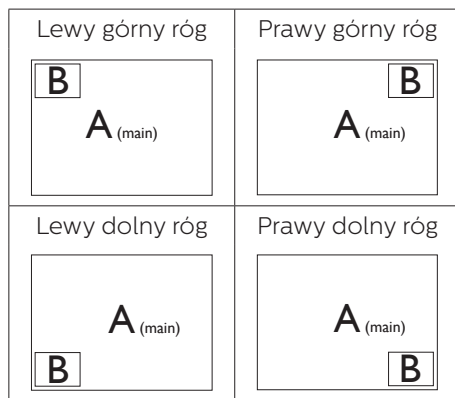 Lewy górny róg
B
A (main)
Prawy górny róg
B
A (main)
Lewy dolny róg
A (main)
B
Prawy dolny róg
A (main)
B